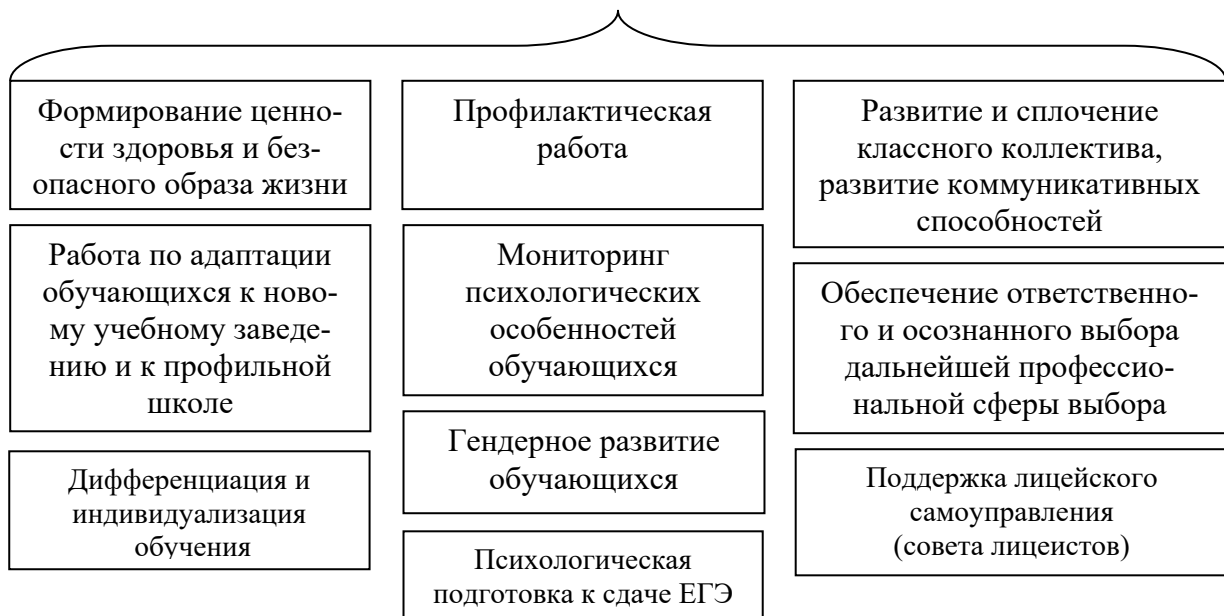 Формирование ценно-
сти здоровья и без-
опасного образа жизни
Работа по адаптации
обучающихся к ново-
му учебному заведе-
нию и к профильной
школе
Дифференциация и
индивидуализация
обучения
Профилактическая
работа
Мониторинг
психологических
особенностей
обучающихся
Гендерное развитие
обучающихся
Психологическая
подготовка к сдаче ЕГЭ
Развитие и сплочение
классного коллектива,
развитие коммуникативных
способностей
Обеспечение ответственно-
го и осознанного выбора
дальнейшей профессио-
нальной сферы выбора
Поддержка лицейского
самоуправления
(совета лицеистов)